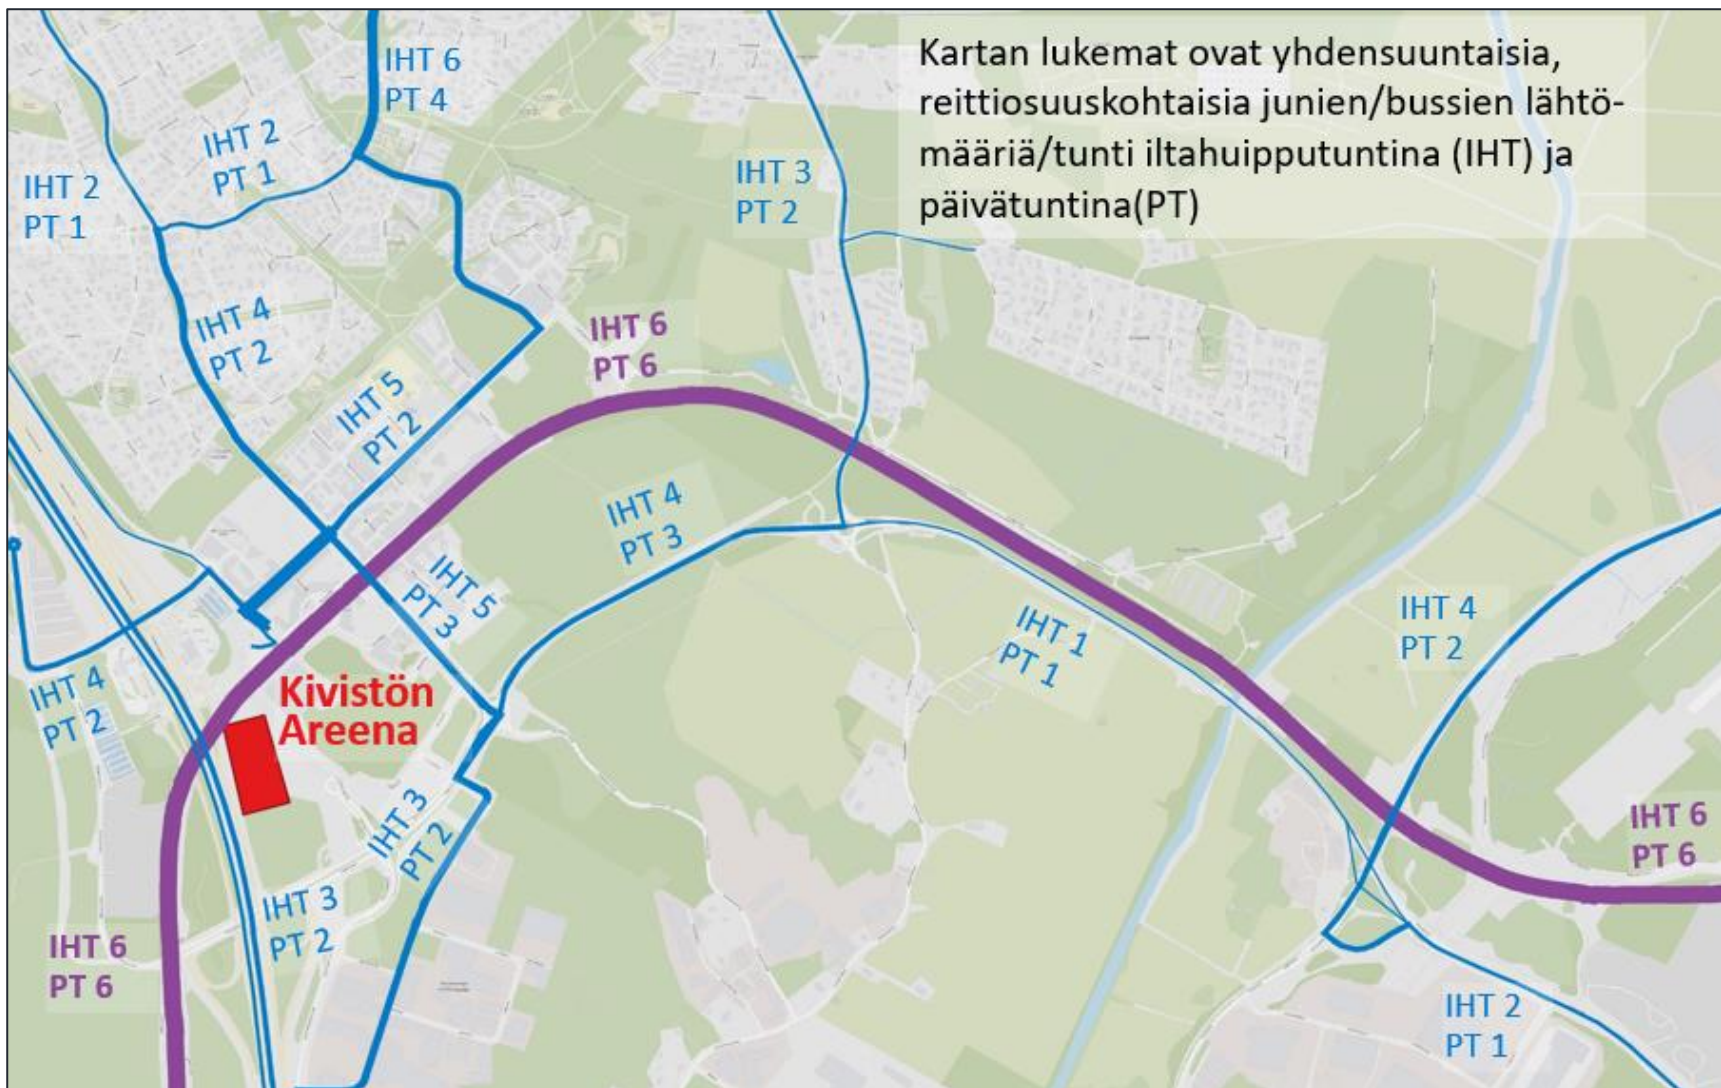 Kartan lukemat ovat yhdensuuntaisia,
reittiosuuskohtaisia junien/bussien lähtö-
määriä/tunti iltahuipputuntina (IHT) ja
päivätuntina(PT)
IHT 6
PT 4
IHT 2
PT 1
IHT 2
PT 1
IHT 3
PT 2
IHT 4
PT 2
IHT 6
PT 6
IHT 5
PT 2
IHT 4
PT 3
IHT 5
PT 3
IHT 1
PT 1
IHT 4
PT 2
IHT 4
PT 2
Kivistön
Areena
IHT 3
PT 2
IHT 6
PT 6
IHT 3
PT 2
IHT 6
PT 6
IHT 2
PT 1